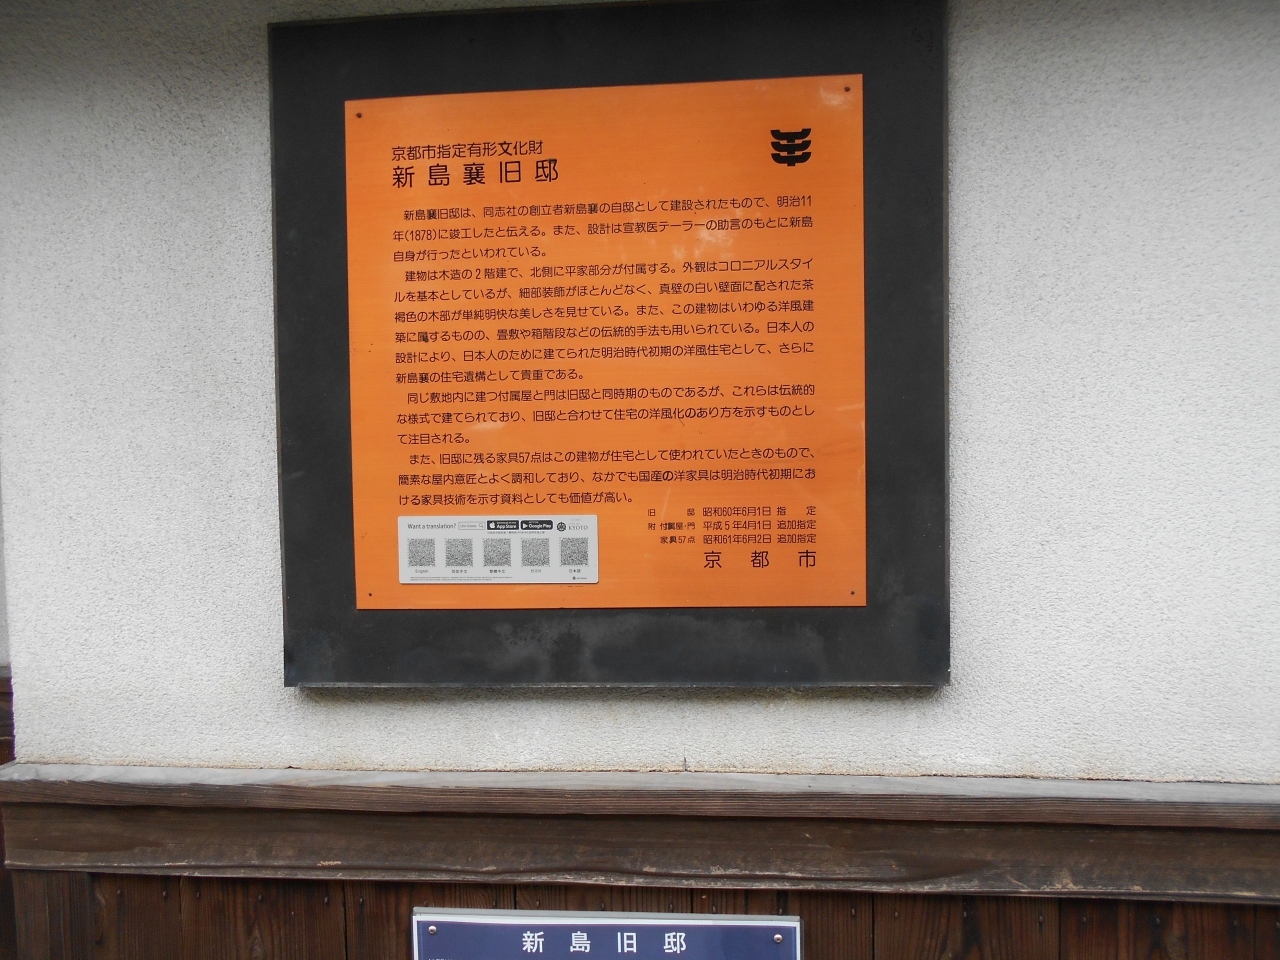 京都市指定有形文化財
新島襄旧邸
新島襄旧邸は、同志社の創立者新島襄の自邸として建設されたもので、明治11
年(1878)に竣工したと伝える。また、設計は宣教医テーラーの助言のもとに新島
自身が行ったといわれている。
建物は木造の2階建で、北側に平家部分が付属する。外観はコロニアルスタイ
ルを基本としているが、細部装飾がほとんどなく、真壁の白い壁面に配された茶
褐色の木部が単純明快な美しさを見せている。また、この建物はいわゆる洋風建
築に属するものの、畳敷や箱階段などの伝統的手法も用いられている。日本人の
設計により、日本人のために建てられた明治時代初期の洋風住宅として、さらに
新島襄の住宅遺構として貴重である。
同じ敷地内に建つ付属屋と門は旧邸と同時期のものであるが、これらは伝統的
な様式で建てられており、旧邸と合わせて住宅の洋風化のあり方を示すものとし
て注目される。
また、旧邸に残る家具57点はこの建物が住宅として使われていたときのもので、
簡素な屋内意匠とよく調和しており、なかでも国産の洋家具は明治時代初期にお
ける家具技術を示す資料としても価値が高い。
旧 邸 昭和60年6月1日 指 定
附 付属屋・門 平成5年4月1日 追加指定
家具57点 昭和61年6月2日 追加指定
京都市
Want a translation? App Store Google Play KYOTO
English 简体中文 繁體中文 한국어 日本語
新島旧邸